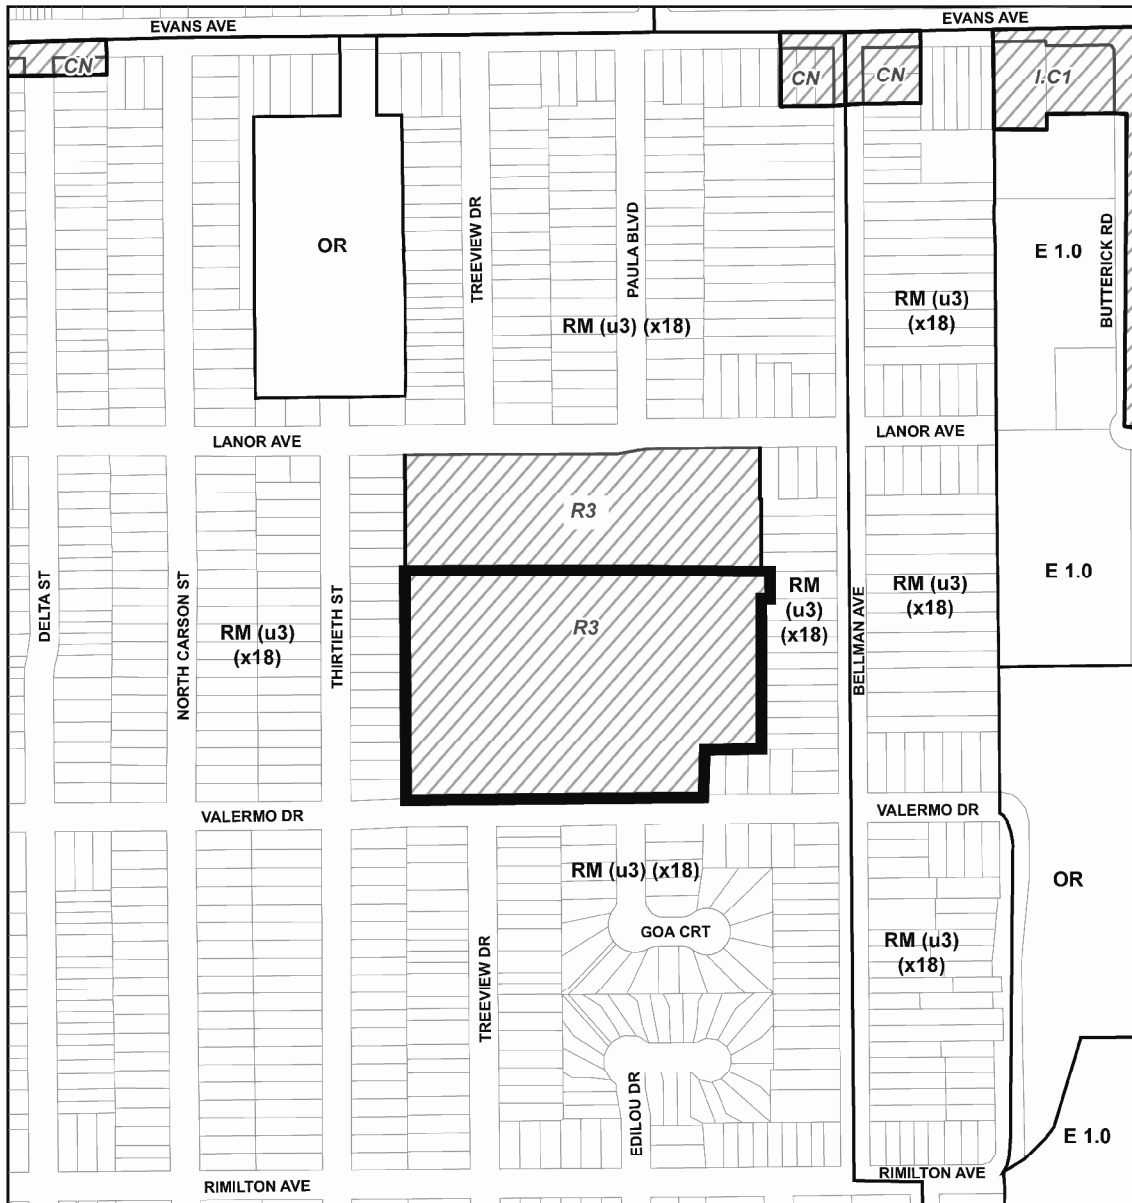 EVANS AVE
EVANS AVE
CN
CN
CN
I.C1
OR
TREEVIEW DR
PAULA BLVD
E 1.0
BUTTERICK RD
RM (u3)
(x18)
RM (u3) (x18)
LANOR AVE
LANOR AVE
R3
DELTA ST
NORTH CARSON ST
RM (u3)
(x18)
THIRTIETH ST
R3
RM
(u3)
(x18)
BELLMAN AVE
RM (u3)
(x18)
E 1.0
VALERMO DR
VALERMO DR
RM (u3) (x18)
OR
GOA CRT
RM (u3)
(x18)
TREEVIEW DR
EDILOU DR
E 1.0
RIMILTON AVE
RIMILTON AVE